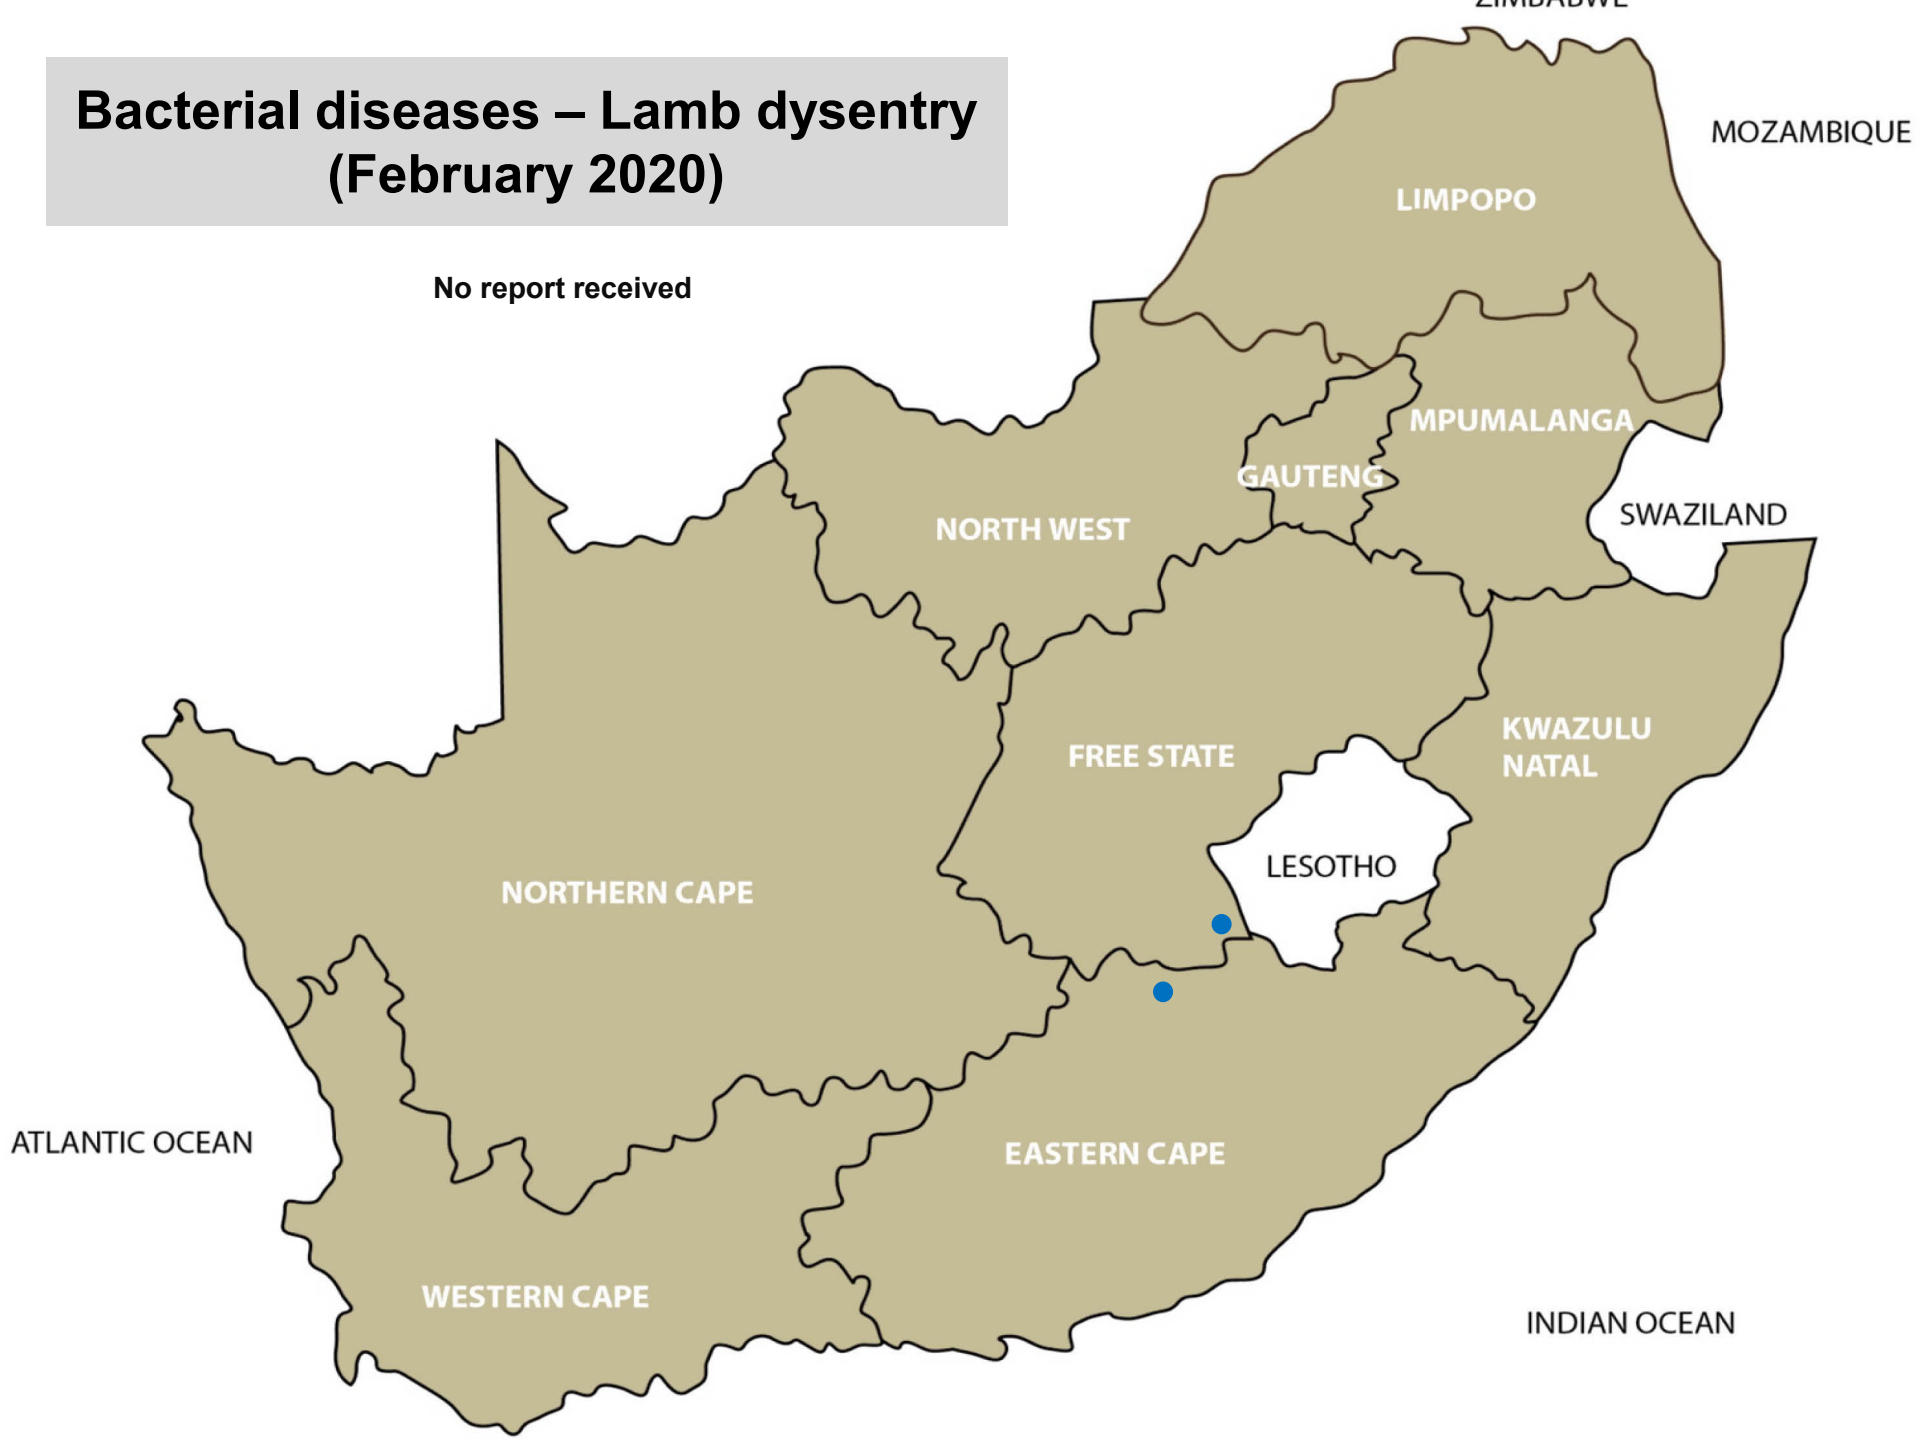 ZIMBABWE
Bacterial diseases – Lamb dysentry
(February 2020)
MOZAMBIQUE
LIMPOPO
No report received
MPUMALANGA
GAUTENG
SWAZILAND
NORTH WEST
KWAZULU
NATAL
FREE STATE
LESOTHO
NORTHERN CAPE
ATLANTIC OCEAN
EASTERN CAPE
WESTERN CAPE
INDIAN OCEAN